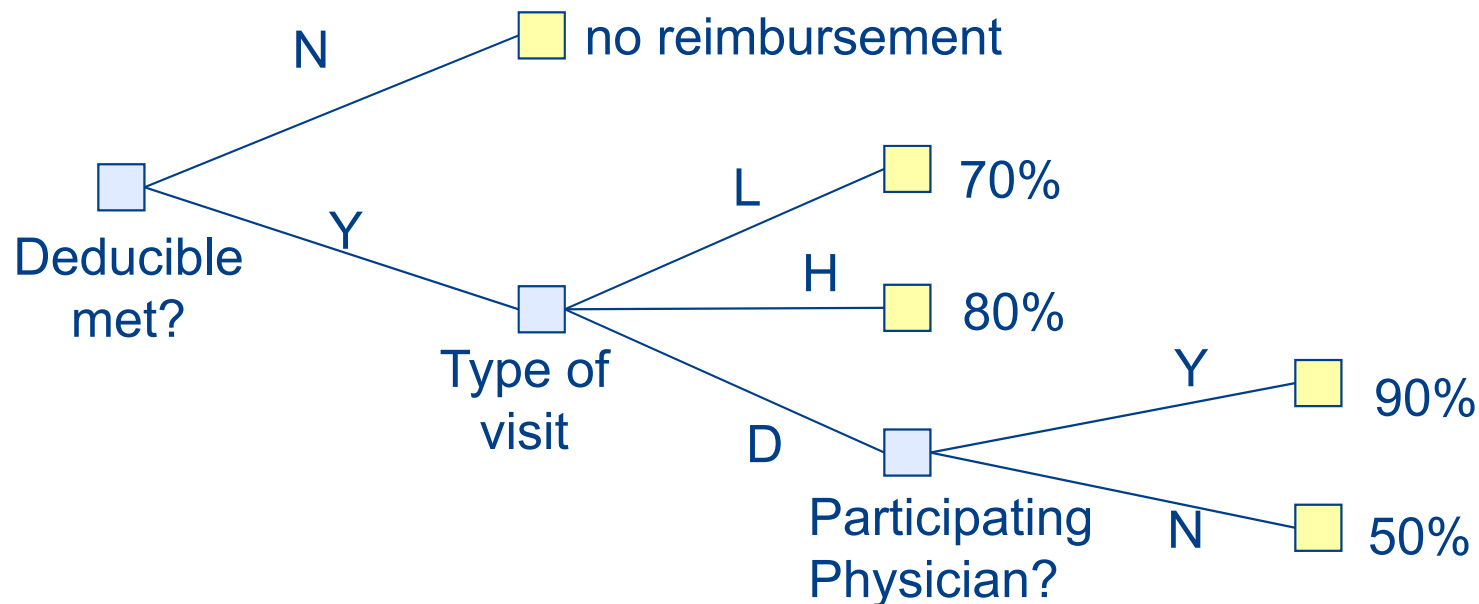 N
no reimbursement
L
70%
Y
Deducible
met?
H
80%
Type of
visit
D
Y
90%
Participating
Physician?
N
50%